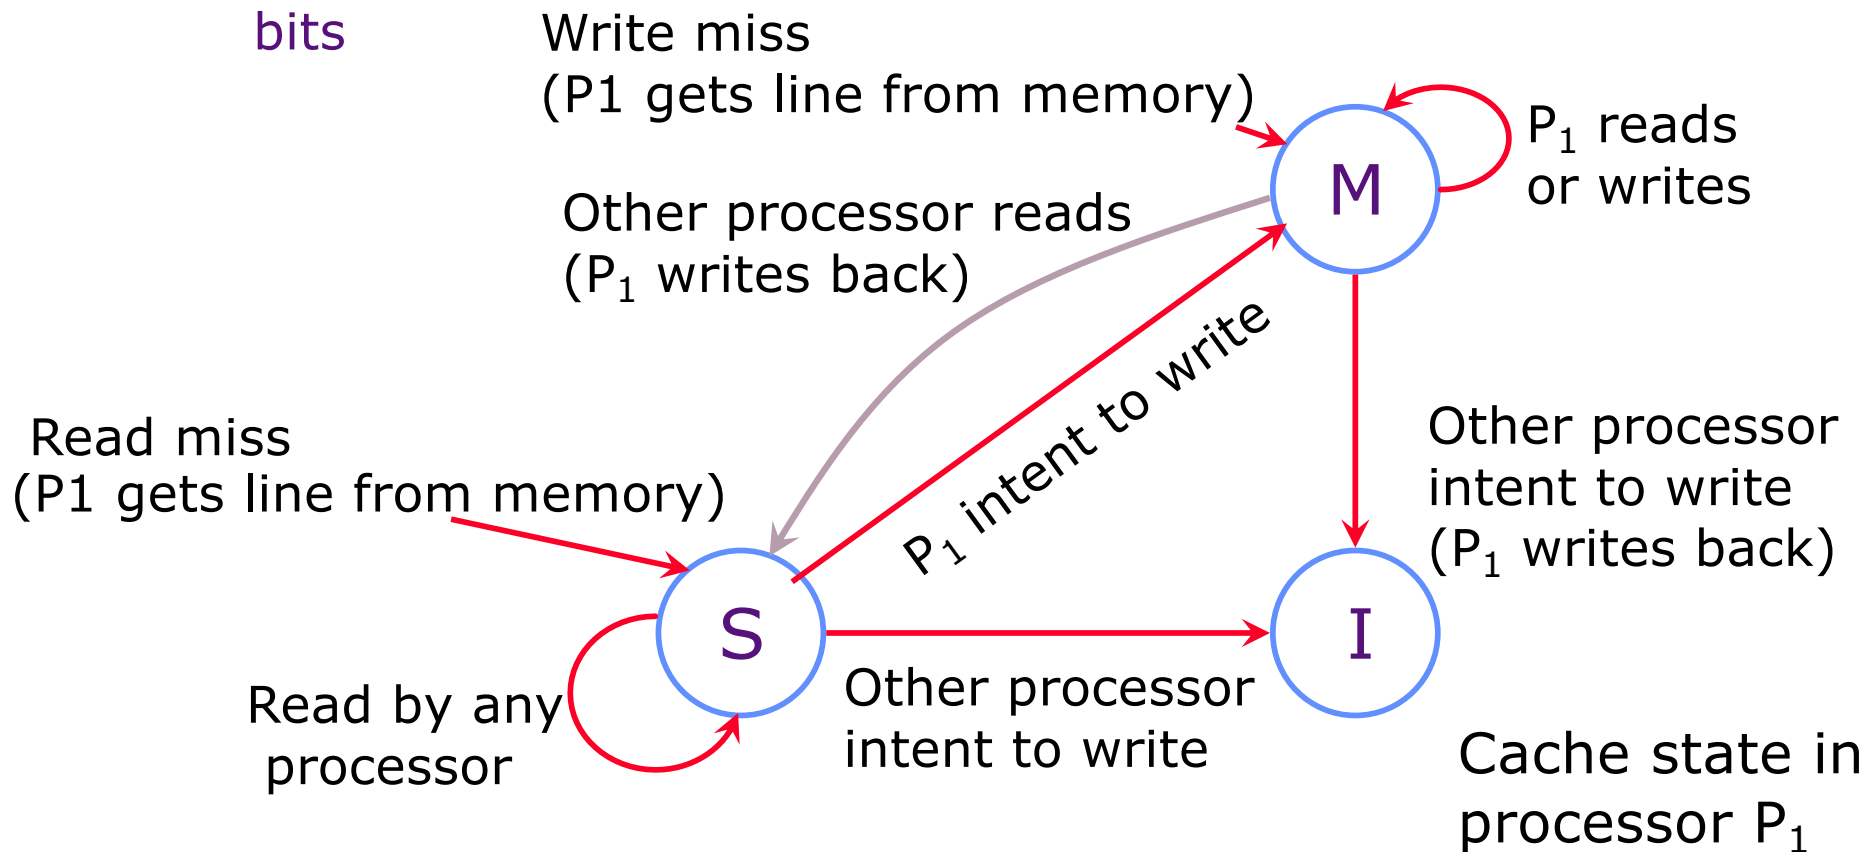 bits
Write miss
(P1 gets line from memory)
P₁ reads
or writes
M
Other processor reads
(P₁ writes back)
P₁ intent to write
Read miss
(P1 gets line from memory)
Other processor
intent to write
(P₁ writes back)
S
I
Read by any
processor
Other processor
intent to write
Cache state in
processor P₁